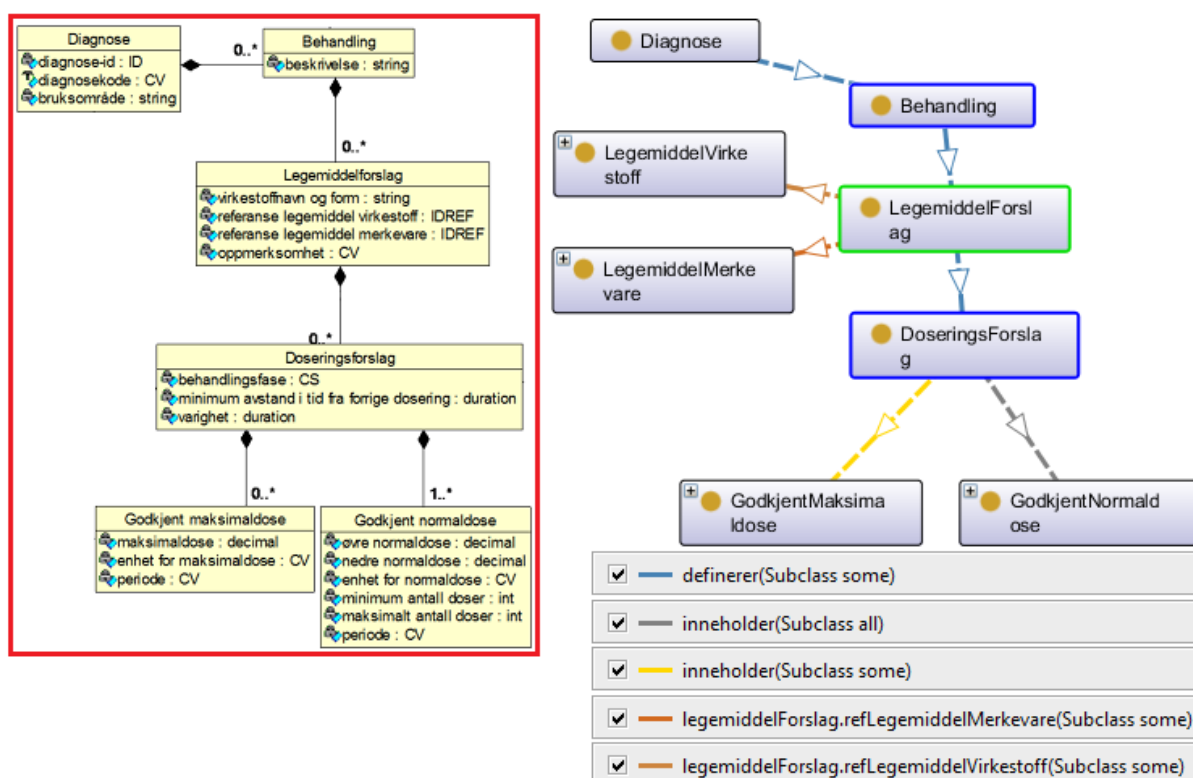 Diagnose
diagnose-id : ID
diagnosekode : CV
bruksområde : string
0..*
Behandling
beskrivelse : string
0..*
Legemiddelforslag
virkestoffnavn og form : string
referanse legemiddel virkestoff : IDREF
referanse legemiddel merkevare : IDREF
oppmerksomhet : CV
0..*
Doseringsforslag
behandlingsfase : CS
minimum avstand i tid fra forrige dosering : duration
varighet : duration
0..*
1..*
Godkjent maksimaldose
maksimaldose : decimal
enhet for maksimaldose : CV
periode : CV
Godkjent normaldose
øvre normaldose : decimal
nedre normaldose : decimal
enhet for normaldose : CV
minimum antall doser : int
maksimalt antall doser : int
periode : CV
Diagnose
Behandling
LegemiddelVirke
stoff
LegemiddelForsl
ag
LegemiddelMerke
vare
DoseringsForsla
g
GodkjentMaksima
ldose
GodkjentNormald
ose
definerer(Subclass some)
inneholder(Subclass all)
inneholder(Subclass some)
legemiddelForslag.refLegemiddelMerkevare(Subclass some)
legemiddelForslag.refLegemiddelVirkestoff(Subclass some)